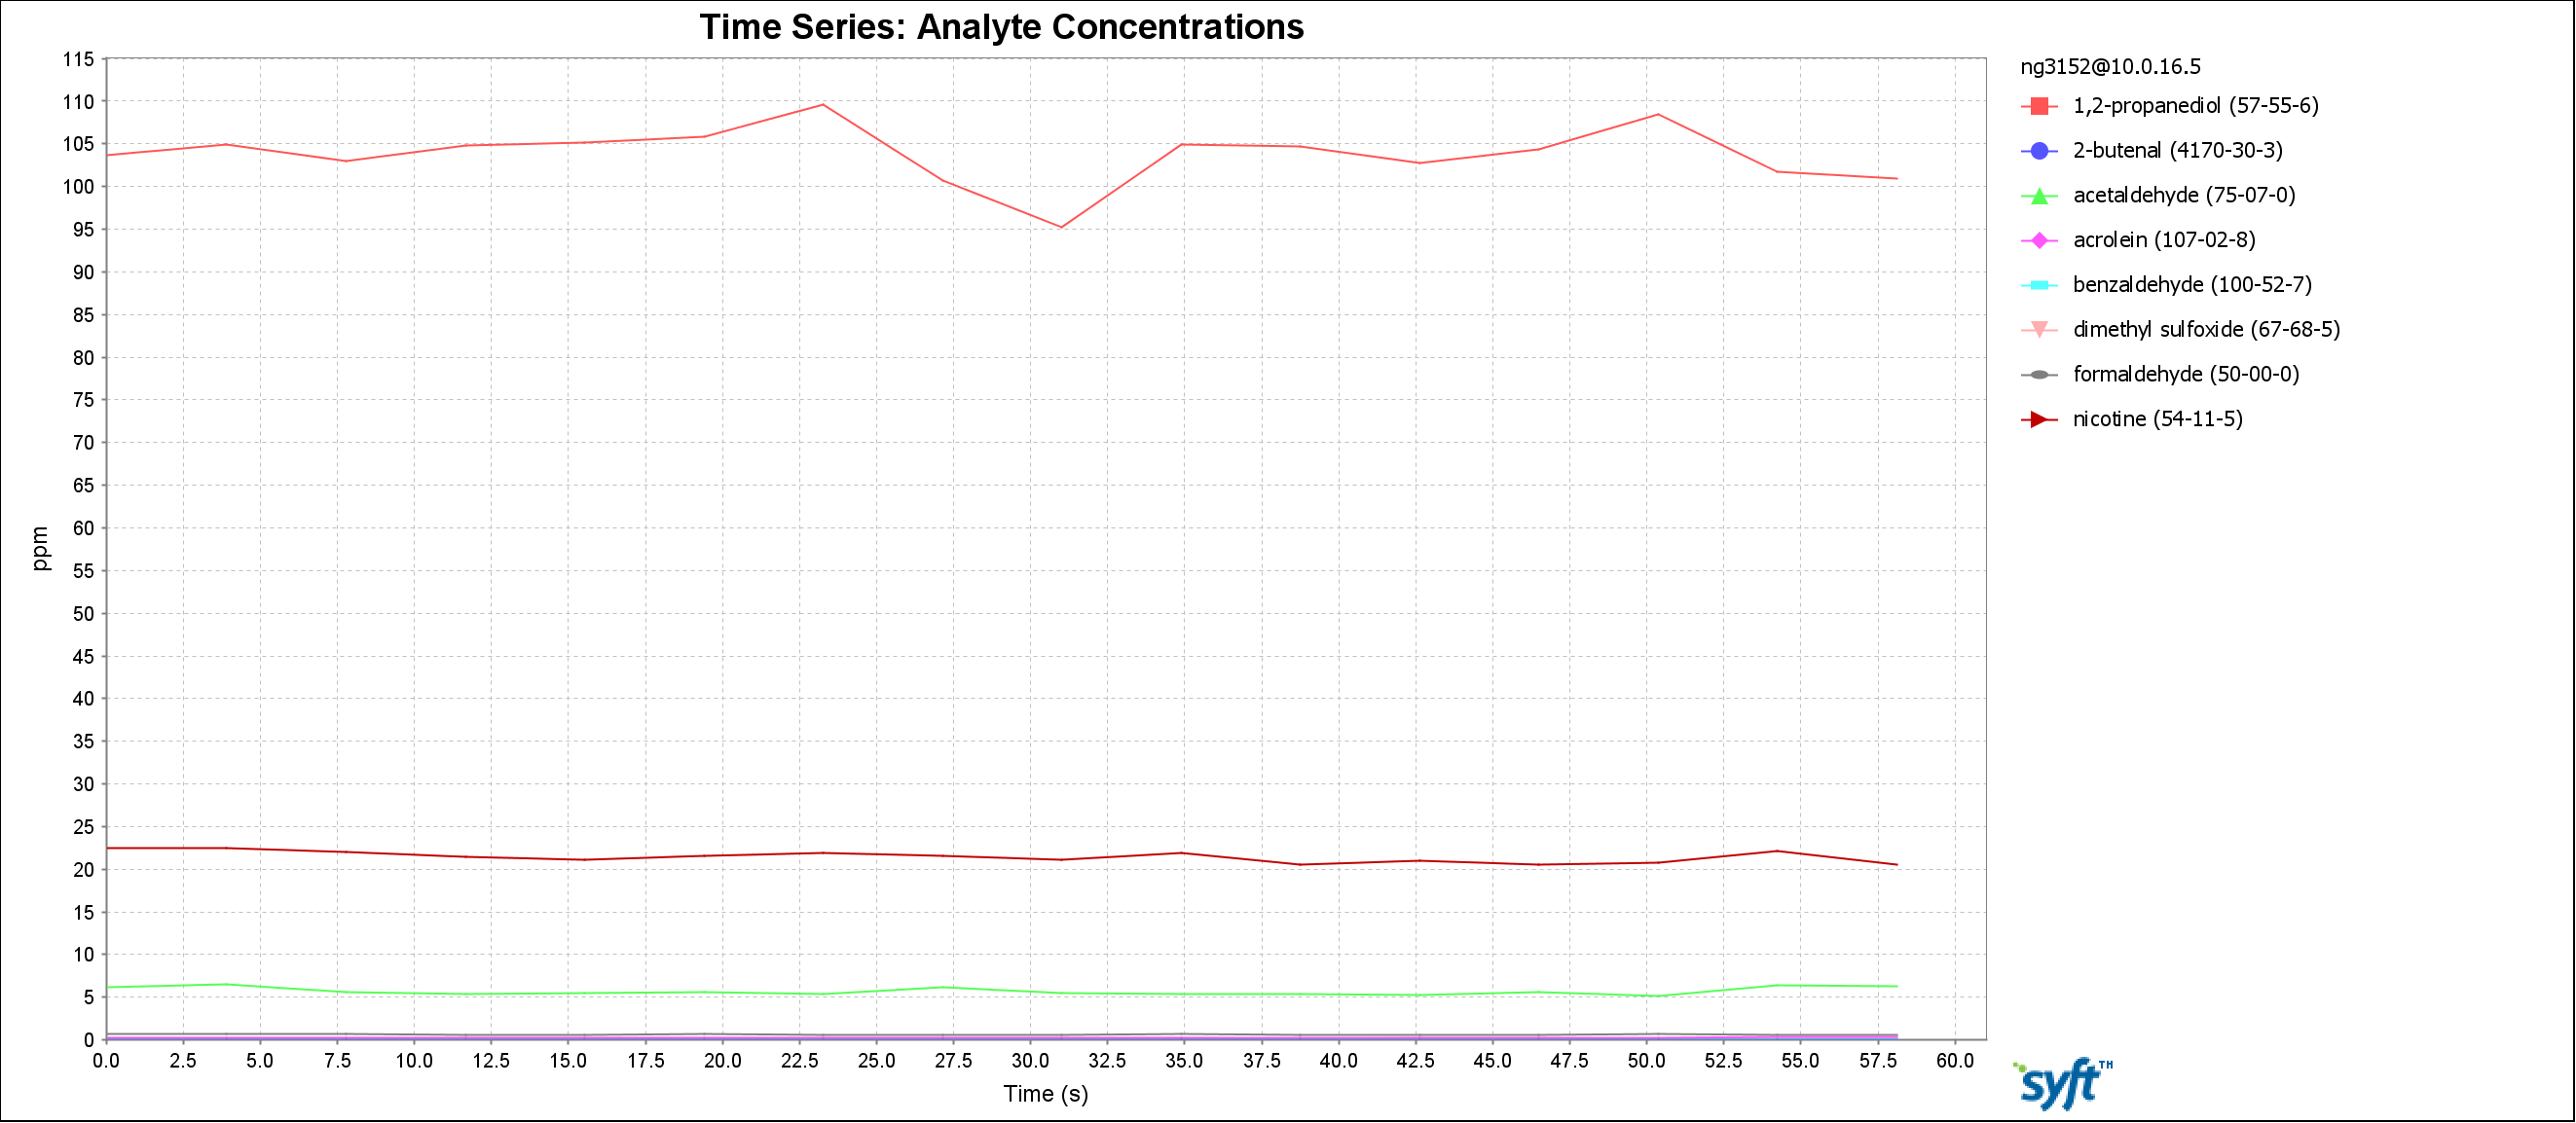 Time Series: Analyte Concentrations
115
110
105
100
95
90
85
80
75
70
65
60
55
50
45
40
35
30
25
20
15
10
5
0
ppm
0.0 2.5 5.0 7.5 10.0 12.5 15.0 17.5 20.0 22.5 25.0 27.5 30.0 32.5 35.0 37.5 40.0 42.5 45.0 47.5 50.0 52.5 55.0 57.5 60.0
Time (s)
ng3152@10.0.16.5
1,2-propanediol (57-55-6)
2-butenal (4170-30-3)
acetaldehyde (75-07-0)
acrolein (107-02-8)
benzaldehyde (100-52-7)
dimethyl sulfoxide (67-68-5)
formaldehyde (50-00-0)
nicotine (54-11-5)
syft™